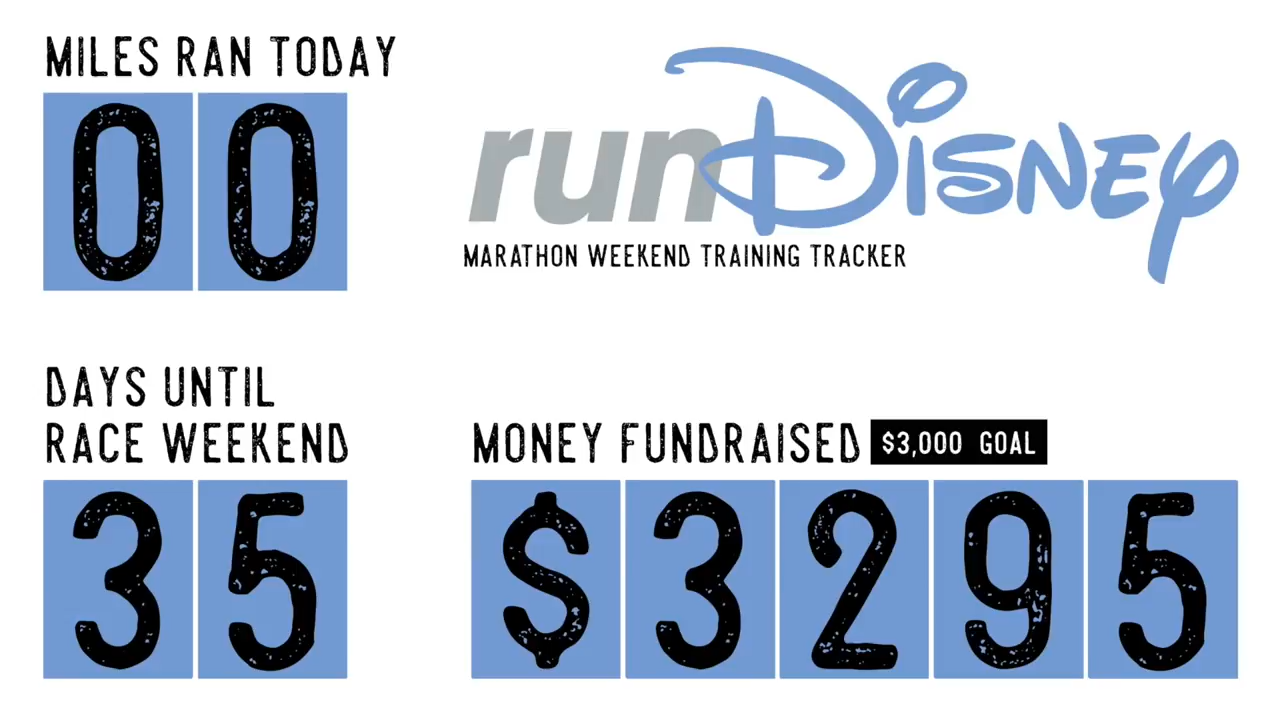 MILES RAN TODAY
00
runDisney
MARATHON WEEKEND TRAINING TRACKER
DAYS UNTIL
RACE WEEKEND
35
MONEY FUNDRAISED $3,000 GOAL
$3295